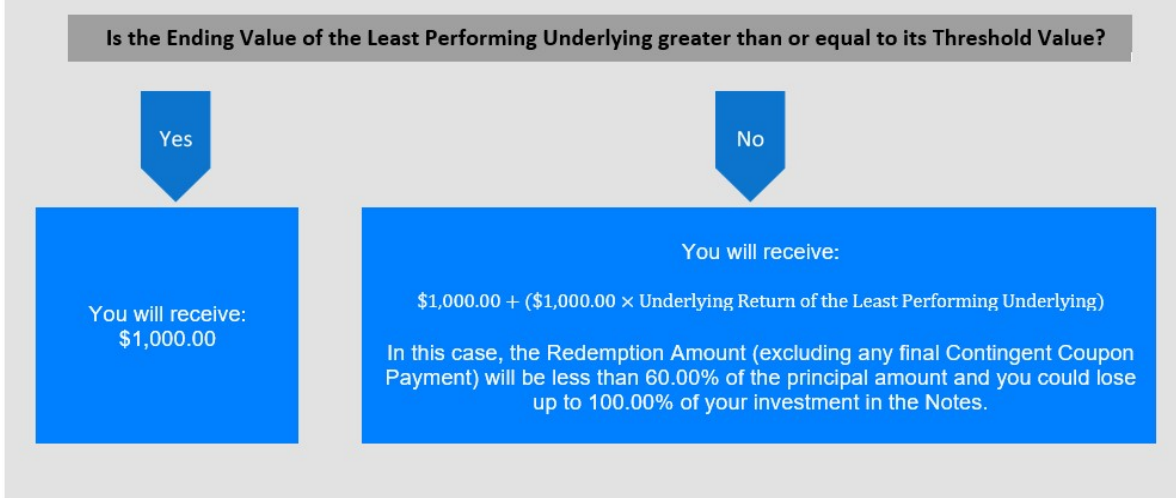 Is the Ending Value of the Least Performing Underlying greater than or equal to its Threshold Value?
Yes
No
You will receive:
$1,000.00
You will receive:
$1,000.00 + ($1,000.00 × Underlying Return of the Least Performing Underlying)
In this case, the Redemption Amount (excluding any final Contingent Coupon
Payment) will be less than 60.00% of the principal amount and you could lose
up to 100.00% of your investment in the Notes.